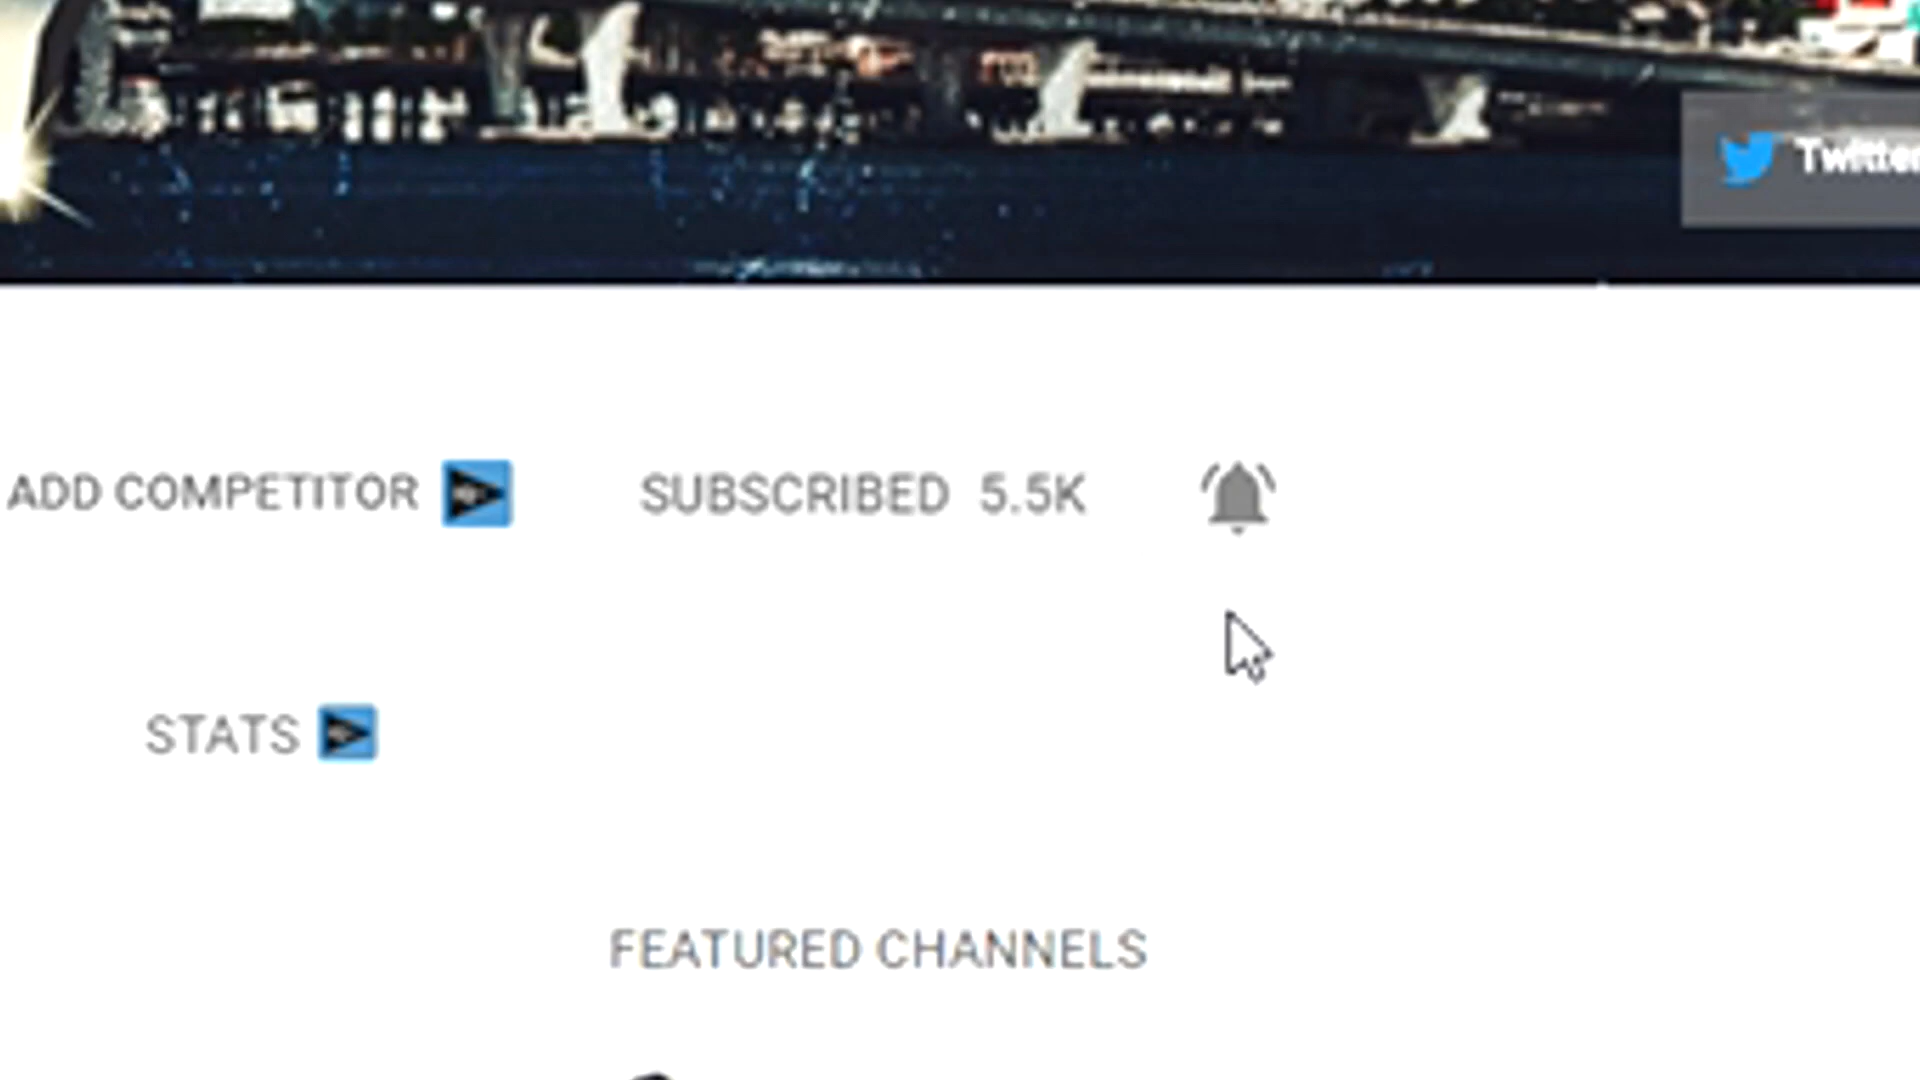 Twitter
ADD COMPETITOR
SUBSCRIBED 5.5K
STATS
FEATURED CHANNELS